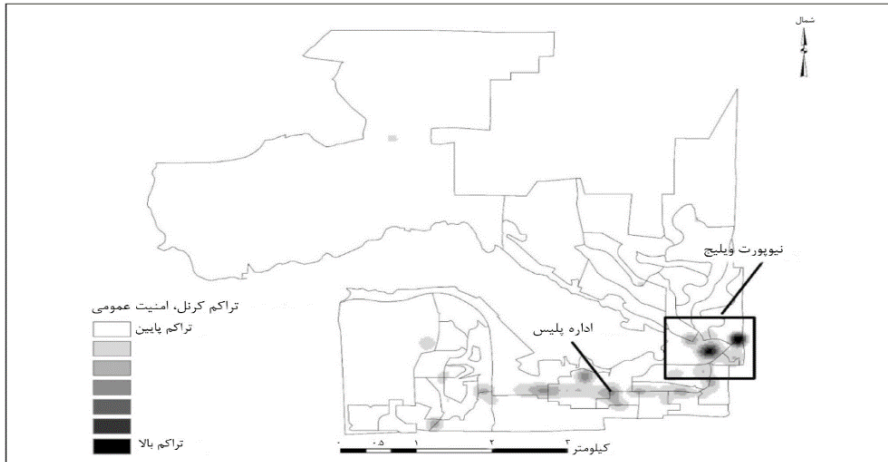 شمال
نیوپورت ویلیج
تراکم کرنل، امنیت عمومی
تراکم پایین
اداره پلیس
تراکم بالا
۰ ۰.۵ ۱ ۲ ۳
کیلومتر